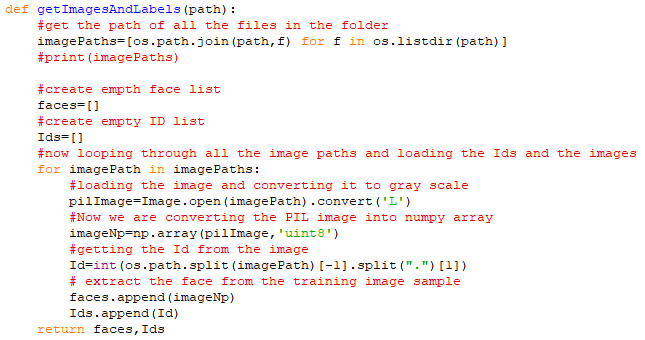 def getImagesAndLabels(path):
    #get the path of all the files in the folder
    imagePaths=[os.path.join(path,f) for f in os.listdir(path)]
    #print(imagePaths)

    #create empth face list
    faces=[]
    #create empty ID list
    Ids=[]
    #now looping through all the image paths and loading the Ids and the images
    for imagePath in imagePaths:
        #loading the image and converting it to gray scale
        pilImage=Image.open(imagePath).convert('L')
        #Now we are converting the PIL image into numpy array
        imageNp=np.array(pilImage,'uint8')
        #getting the Id from the image
        Id=int(os.path.split(imagePath)[-1].split(".")[1])
        # extract the face from the training image sample
        faces.append(imageNp)
        Ids.append(Id)
    return faces,Ids